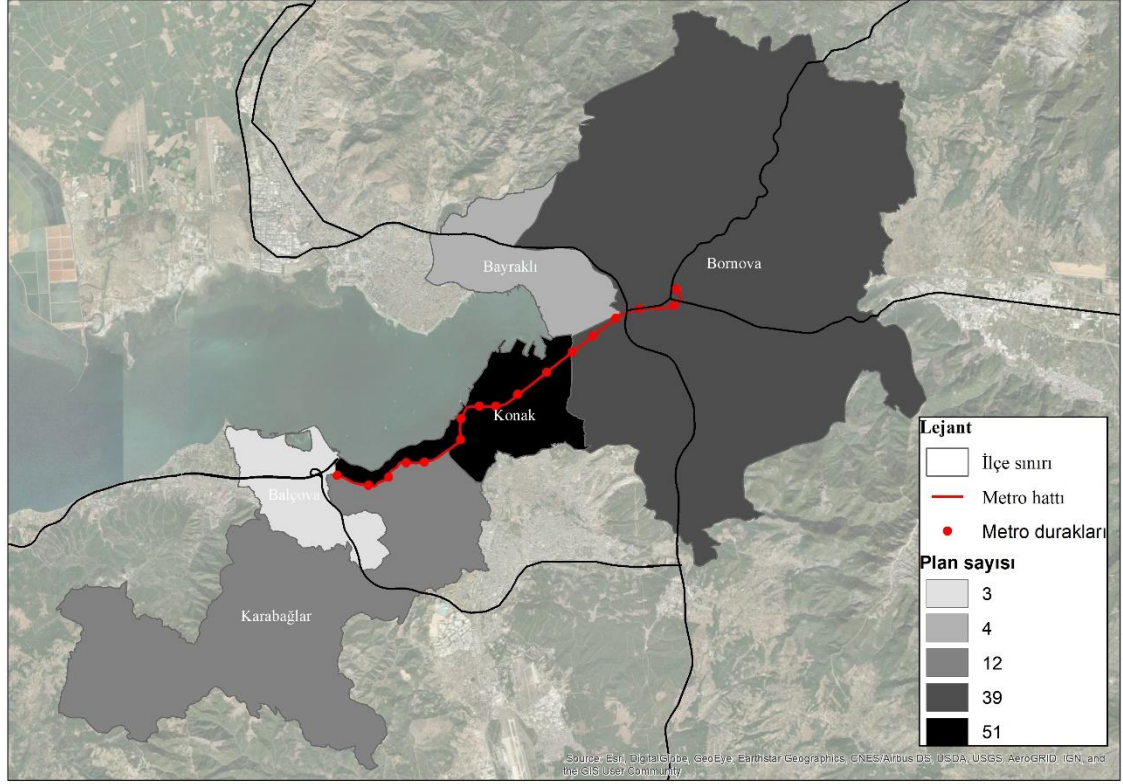 Bayraklı
Bornova
Konak
Balçova
Karabağlar
Lejant
İlçe sınırı
Metro hattı
Metro durakları
Plan sayısı
3
4
12
39
51
Source: Esri, DigitalGlobe, GeoEye, Earthstar Geographics, CNES/Airbus DS, USDA, USGS, AeroGRID, IGN, and
the GIS User Community